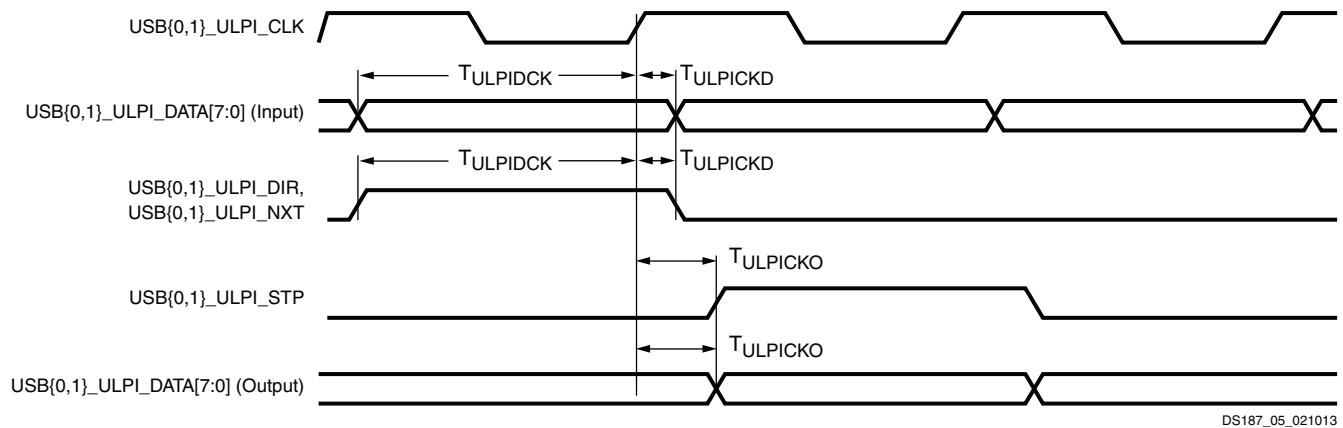 USB{0,1}_ULPI_CLK
TULPIDCK
TULPICKD
USB{0,1}_ULPI_DATA[7:0] (Input)
TULPIDCK
TULPICKD
USB{0,1}_ULPI_DIR,
USB{0,1}_ULPI_NXT
TULPICKO
USB{0,1}_ULPI_STP
TULPICKO
USB{0,1}_ULPI_DATA[7:0] (Output)
DS187_05_021013